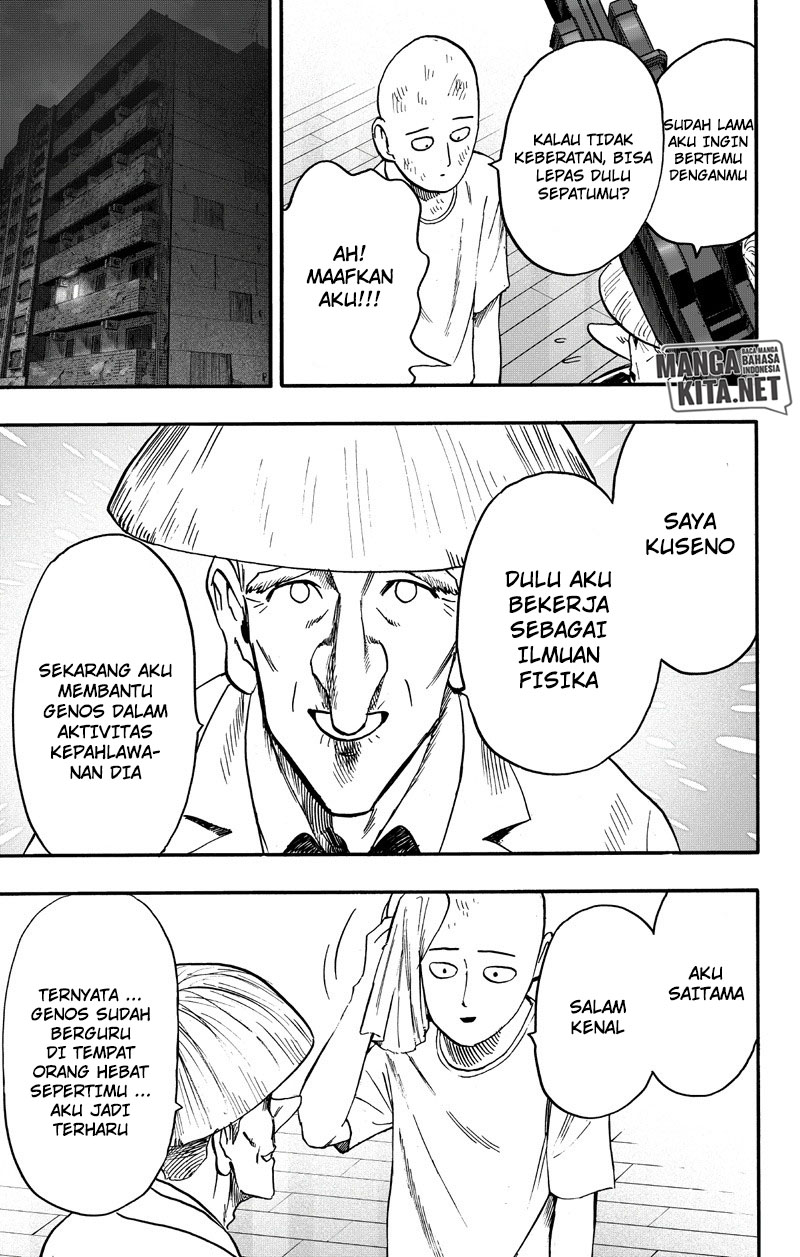 SUDAH LAMA
AKU INGIN
BERTEMU
DENGANMU
KALAU TIDAK
KEBERATAN, BISA
LEPAS DULU
SEPATUMU?
AH!
MAAFKAN
AKU!!!
MANGA
KITA.NET
BACA MANGA
BAHASA
INDONESIA
SAYA
KUSENO
DULU AKU
BEKERJA
SEBAGAI
ILMUAN
FISIKA
SEKARANG AKU
MEMBANTU
GENOS DALAM
AKTIVITAS
KEPAHLAWA-
NAN DIA
AKU
SAITAMA
SALAM
KENAL
TERNYATA ...
GENOS SUDAH
BERGURU
DI TEMPAT
ORANG HEBAT
SEPERTIMU ...
AKU JADI
TERHARU